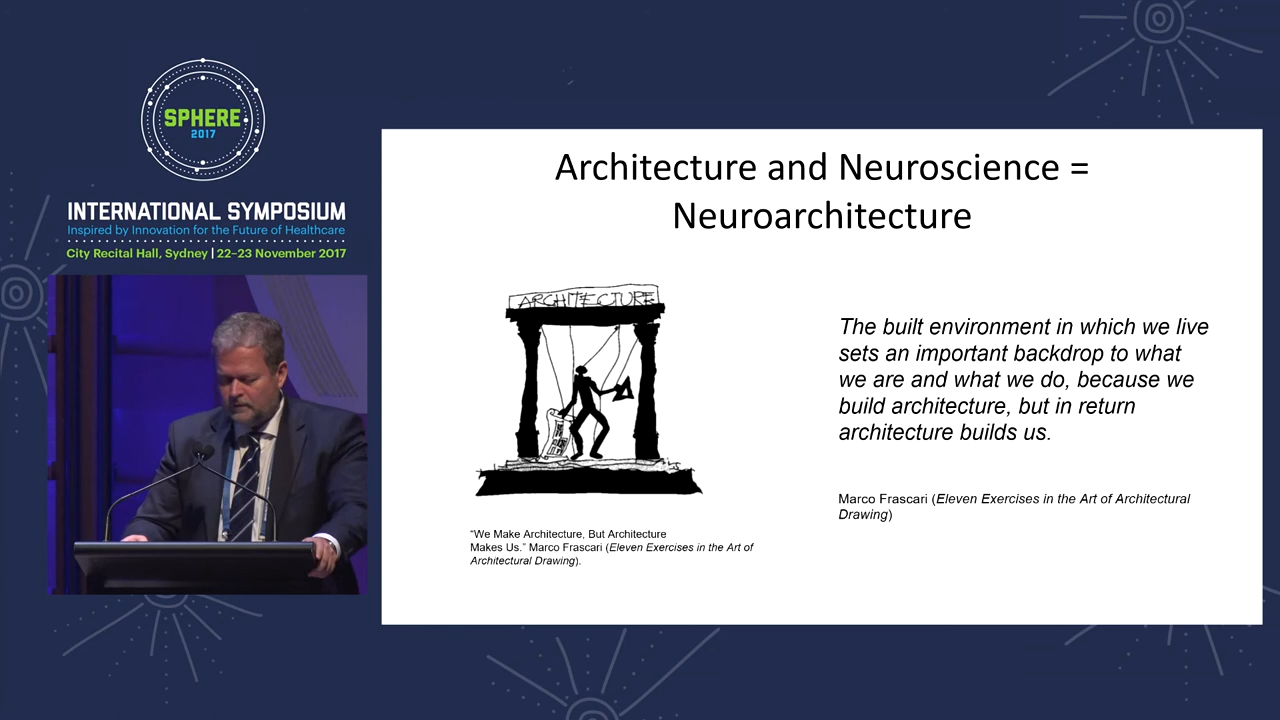 SPHERE
2017
INTERNATIONAL SYMPOSIUM
Inspired by Innovation for the Future of Healthcare
City Recital Hall, Sydney | 22–23 November 2017
Architecture and Neuroscience =
Neuroarchitecture
ARCHITECTURE
“We Make Architecture, But Architecture
Makes Us.” Marco Frascari (Eleven Exercises in the Art of
Architectural Drawing).
The built environment in which we live
sets an important backdrop to what
we are and what we do, because we
build architecture, but in return
architecture builds us.
Marco Frascari (Eleven Exercises in the Art of Architectural
Drawing)